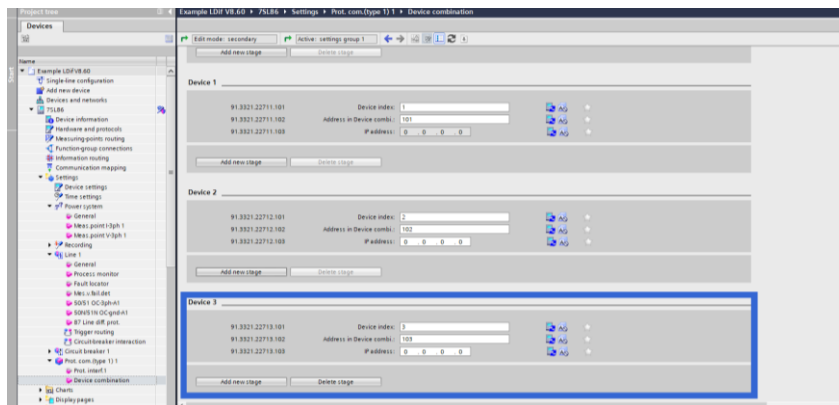 Project tree
Example LDif V8.60 ▸ 7SL86 ▸ Settings ▸ Prot. com.(type 1) 1 ▸ Device combination
Devices
Edit mode: secondary
Active: settings group 1
Add new stage
Delete stage
Name
Example LDifV8.60
Single-line configuration
Add new device
Devices and networks
7SL86
Device information
Hardware and protocols
Measuring-points routing
Function-group connections
Information routing
Communication mapping
Settings
Device settings
Time settings
Power system
General
Meas.point I-3ph 1
Meas.point V-3ph 1
Recording
Line 1
General
Process monitor
Fault locator
Mes.v.fail.det
50/51 OC-3ph-A1
50N/51N OC-gnd-A1
87 Line diff. prot.
Trigger routing
Circuit-breaker interaction
Circuit breaker 1
Prot. com.(type 1) 1
Prot. interf.1
Device combination
Charts
Display pages
Start
Device 1
91.3321.22711.101 Device index: 1
91.3321.22711.102 Address in Device combi.: 101
91.3321.22711.103 IP address: 0 . 0 . 0 . 0
Add new stage
Delete stage
Device 2
91.3321.22712.101 Device index: 2
91.3321.22712.102 Address in Device combi.: 102
91.3321.22712.103 IP address: 0 . 0 . 0 . 0
Add new stage
Delete stage
Device 3
91.3321.22713.101 Device index: 3
91.3321.22713.102 Address in Device combi.: 103
91.3321.22713.103 IP address: 0 . 0 . 0 . 0
Add new stage
Delete stage